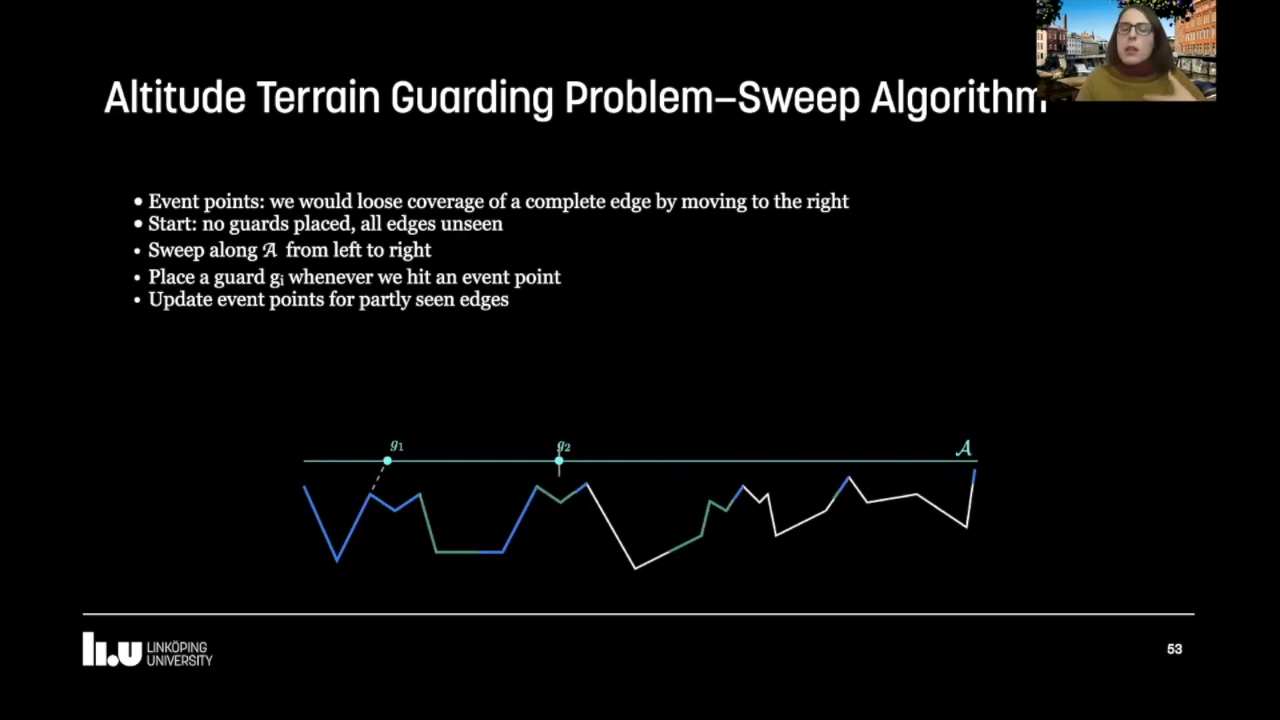 Altitude Terrain Guarding Problem–Sweep Algorithm
• Event points: we would loose coverage of a complete edge by moving to the right
• Start: no guards placed, all edges unseen
• Sweep along 𝒜 from left to right
• Place a guard gᵢ whenever we hit an event point
• Update event points for partly seen edges
g₁ g₂ 𝒜
LINKÖPING
UNIVERSITY
li.u
53